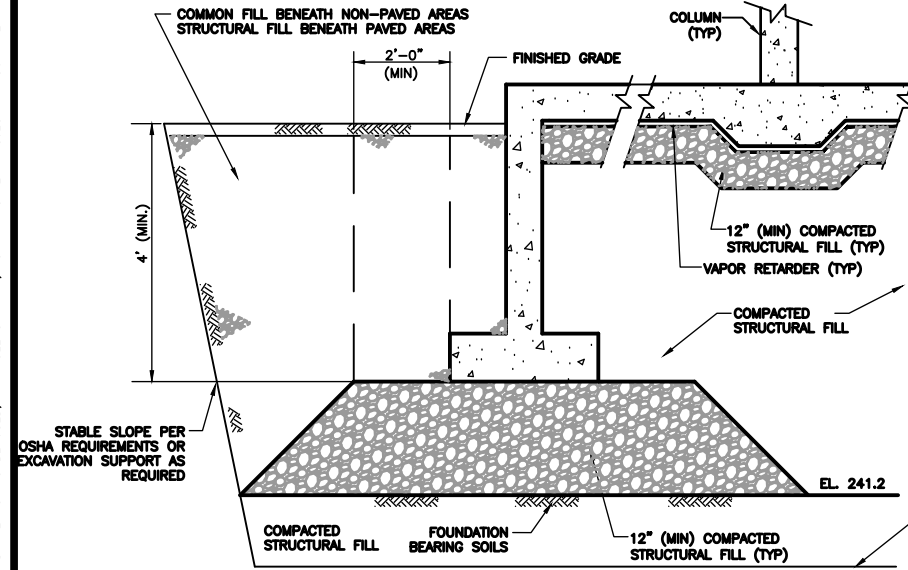 COMMON FILL BENEATH NON-PAVED AREAS
STRUCTURAL FILL BENEATH PAVED AREAS
COLUMN
(TYP)
2'-0"
(MIN)
FINISHED GRADE
4' (MIN.)
12" (MIN) COMPACTED
STRUCTURAL FILL (TYP)
VAPOR RETARDER (TYP)
COMPACTED
STRUCTURAL FILL
STABLE SLOPE PER
OSHA REQUIREMENTS OR
EXCAVATION SUPPORT AS
REQUIRED
EL. 241.2
COMPACTED
STRUCTURAL FILL
FOUNDATION
BEARING SOILS
12" (MIN) COMPACTED
STRUCTURAL FILL (TYP)